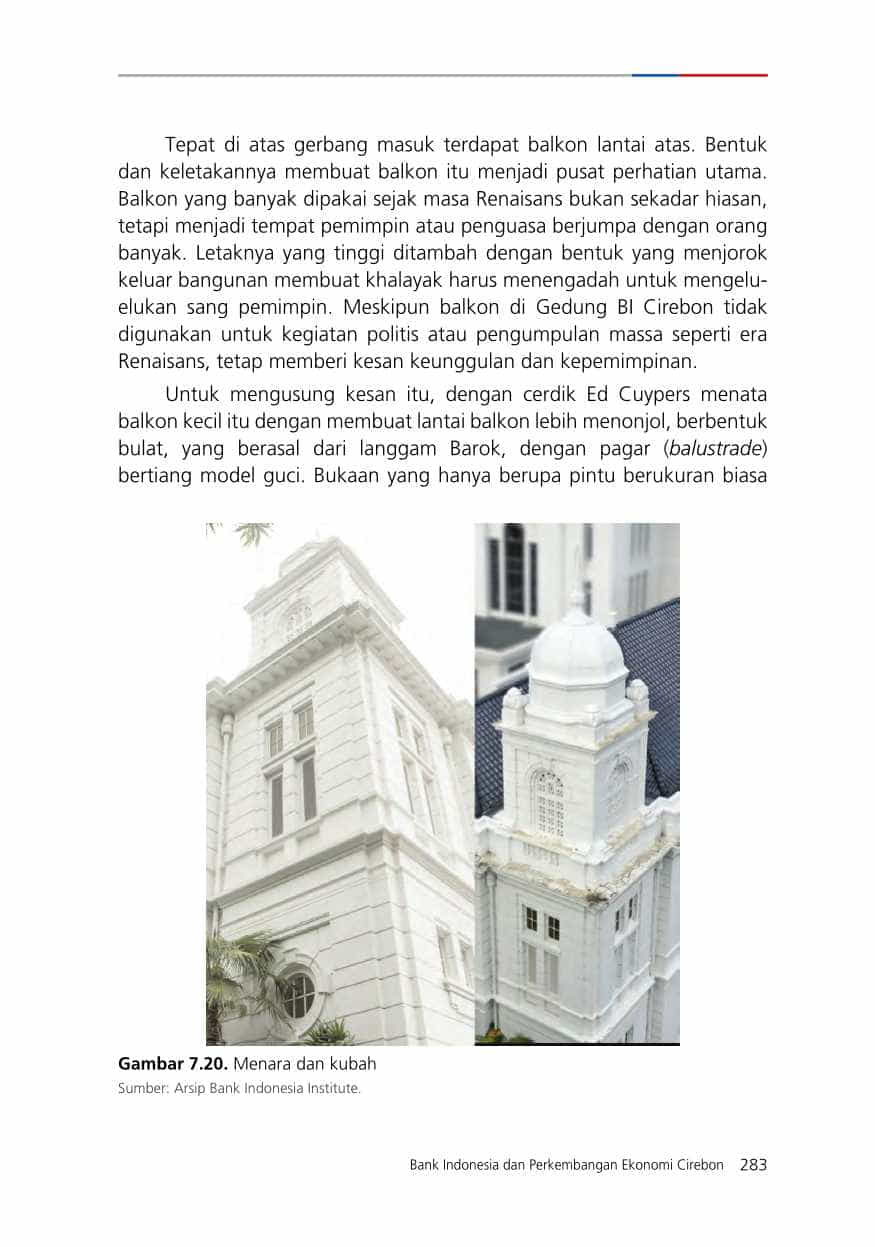 Tepat di atas gerbang masuk terdapat balkon lantai atas. Bentuk
dan keletakannya membuat balkon itu menjadi pusat perhatian utama.
Balkon yang banyak dipakai sejak masa Renaisans bukan sekadar hiasan,
tetapi menjadi tempat pemimpin atau penguasa berjumpa dengan orang
banyak. Letaknya yang tinggi ditambah dengan bentuk yang menjorok
keluar bangunan membuat khalayak harus menengadah untuk mengelu-
elukan sang pemimpin. Meskipun balkon di Gedung BI Cirebon tidak
digunakan untuk kegiatan politis atau pengumpulan massa seperti era
Renaisans, tetap memberi kesan keunggulan dan kepemimpinan.
Untuk mengusung kesan itu, dengan cerdik Ed Cuypers menata
balkon kecil itu dengan membuat lantai balkon lebih menonjol, berbentuk
bulat, yang berasal dari langgam Barok, dengan pagar (balustrade)
bertiang model guci. Bukaan yang hanya berupa pintu berukuran biasa
Gambar 7.20. Menara dan kubah
Sumber: Arsip Bank Indonesia Institute.
Bank Indonesia dan Perkembangan Ekonomi Cirebon 283